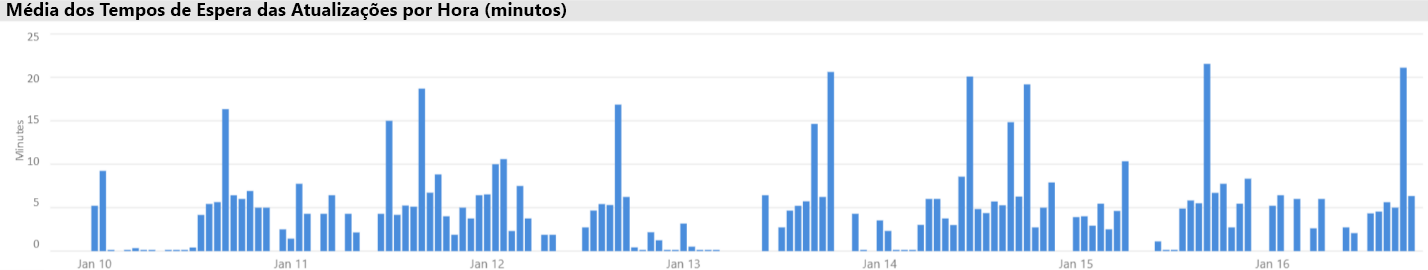 Média dos Tempos de Espera das Atualizações por Hora (minutos)
25
20
15
10
5
0
Minutes
Jan 10 Jan 11 Jan 12 Jan 13 Jan 14 Jan 15 Jan 16